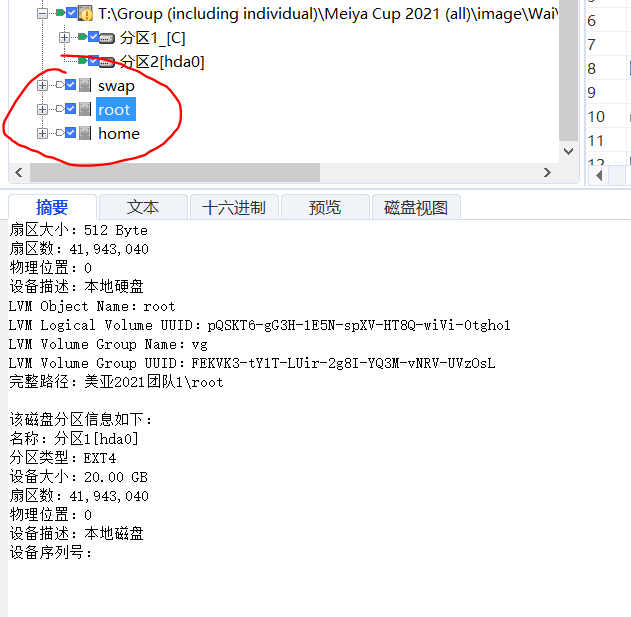 T:\Group (including individual)\Meiya Cup 2021 (all)\image\Wai\
分区1_[C]
分区2[hda0]
swap
root
home
6
7
8
9
10
11
12
摘要
文本
十六进制
预览
磁盘视图
扇区大小：512 Byte
扇区数：41,943,040
物理位置：0
设备描述：本地硬盘
LVM Object Name：root
LVM Logical Volume UUID：pQSKT6-gG3H-1E5N-spXV-HT8Q-wiVi-0tgho1
LVM Volume Group Name：vg
LVM Volume Group UUID：FEKVK3-tY1T-LUir-2g8I-YQ3M-vNRV-UVzOsL
完整路径：美亚2021团队1\root
该磁盘分区信息如下：
名称：分区1[hda0]
分区类型：EXT4
设备大小：20.00 GB
扇区数：41,943,040
物理位置：0
设备描述：本地磁盘
设备序列号：